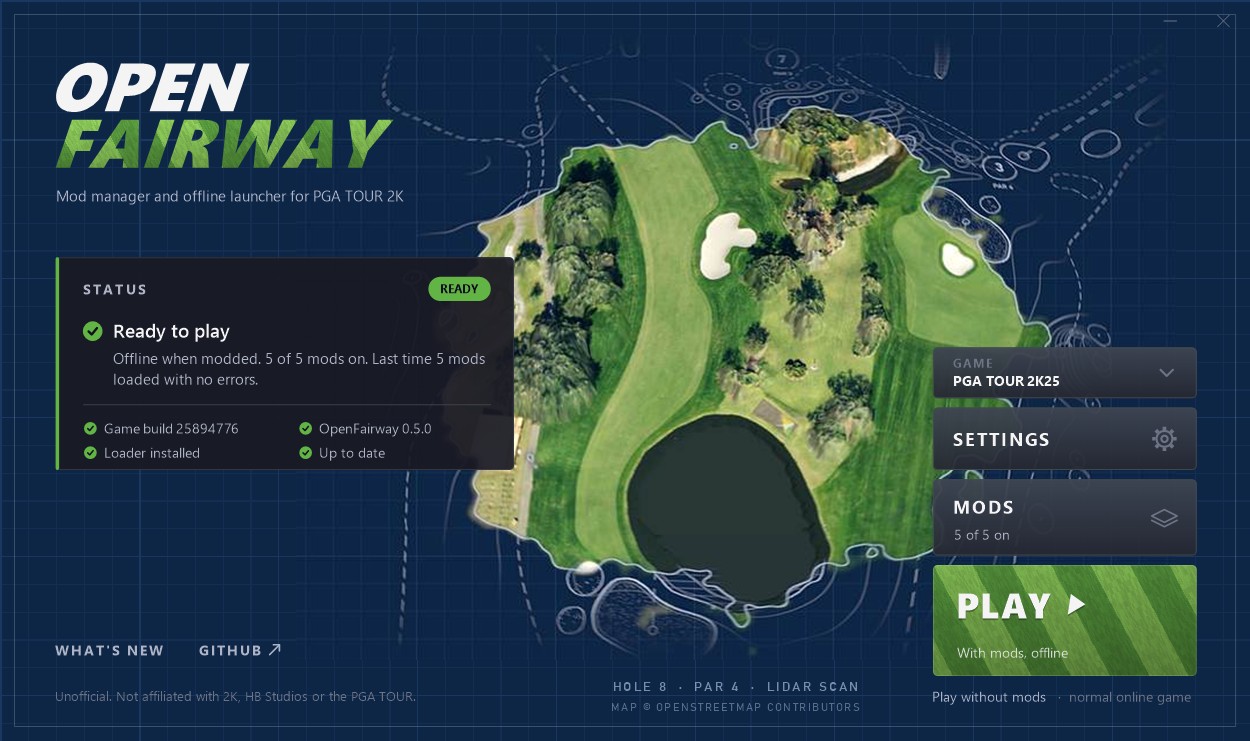 OPEN
FAIRWAY
Mod manager and offline launcher for PGA TOUR 2K
STATUS
READY
Ready to play
Offline when modded. 5 of 5 mods on. Last time 5 mods
loaded with no errors.
Game build 25894776
OpenFairway 0.5.0
Loader installed
Up to date
7
3
PAR 4
GAME
PGA TOUR 2K25
SETTINGS
MODS
5 of 5 on
PLAY
With mods, offline
Play without mods · normal online game
WHAT'S NEW
GITHUB
Unofficial. Not affiliated with 2K, HB Studios or the PGA TOUR.
HOLE 8 · PAR 4 · LIDAR SCAN
MAP © OPENSTREETMAP CONTRIBUTORS